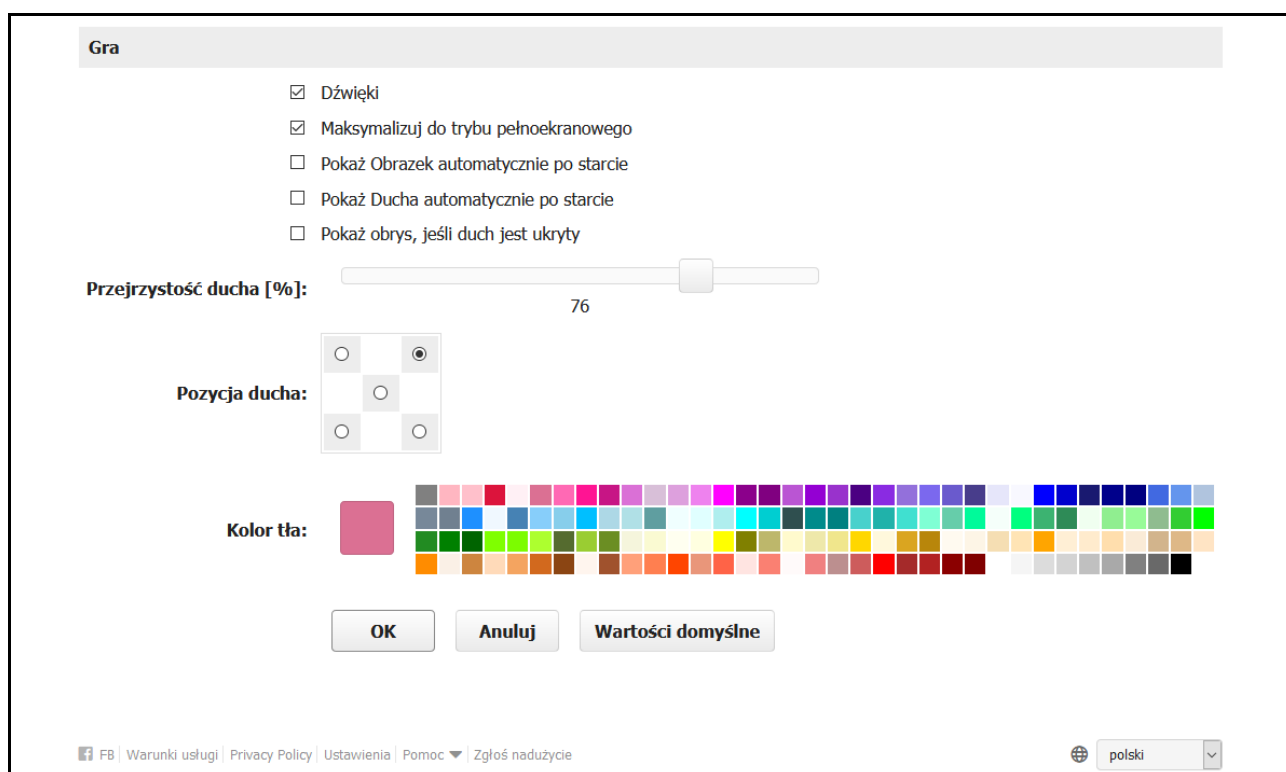 Gra
Dźwięki
Maksymalizuj do trybu pełnoekranowego
Pokaż Obrazek automatycznie po starcie
Pokaż Ducha automatycznie po starcie
Pokaż obrys, jeśli duch jest ukryty
Przejrzystość ducha [%]:
76
Pozycja ducha:
Kolor tła:
OK Anuluj Wartości domyślne
FB Warunki usługi Privacy Policy Ustawienia Pomoc Zgłoś nadużycie polski